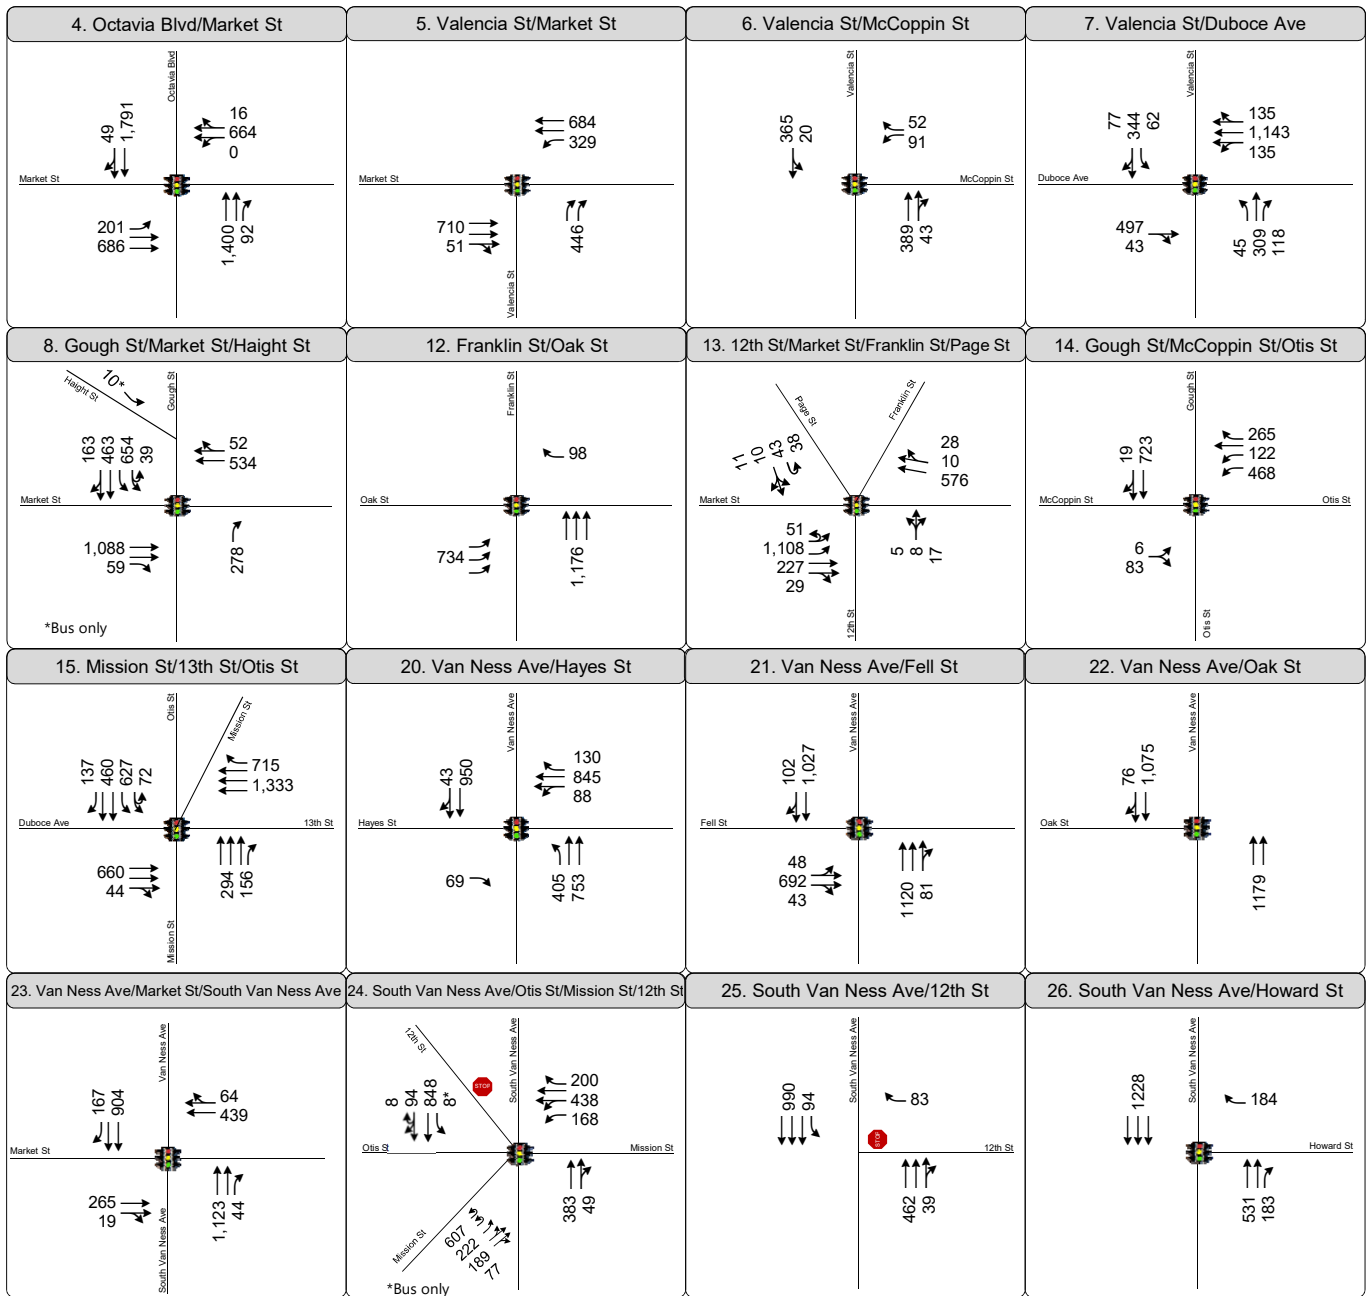 4. Octavia Blvd/Market St
Octavia Blvd
49
1,791
16
664
0
Market St
201
686
1,400
92
5. Valencia St/Market St
684
329
Market St
710
51
446
Valencia St
6. Valencia St/McCoppin St
Valencia St
365
20
52
91
McCoppin St
389
43
7. Valencia St/Duboce Ave
Valencia St
77
344
62
135
1,143
135
Duboce Ave
497
43
45
309
118
8. Gough St/Market St/Haight St
10*
Haight St
Gough St
163
463
654
39
52
534
Market St
1,088
59
278
*Bus only
12. Franklin St/Oak St
Franklin St
98
Oak St
734
1,176
13. 12th St/Market St/Franklin St/Page St
Page St
Franklin St
11
10
43
38
28
10
576
Market St
51
1,108
227
29
5
8
17
12th St
14. Gough St/McCoppin St/Otis St
Gough St
19
723
265
122
468
McCoppin St
Otis St
6
83
Otis St
15. Mission St/13th St/Otis St
Otis St
Mission St
137
460
627
72
715
1,333
Duboce Ave
13th St
660
44
294
156
Mission St
20. Van Ness Ave/Hayes St
Van Ness Ave
43
950
130
845
88
Hayes St
69
405
753
21. Van Ness Ave/Fell St
Van Ness Ave
102
1,027
Fell St
48
692
43
1120
81
22. Van Ness Ave/Oak St
Van Ness Ave
76
1,075
Oak St
1179
23. Van Ness Ave/Market St/South Van Ness Ave
Van Ness Ave
167
904
64
439
Market St
265
19
1,123
44
South Van Ness Ave
24. South Van Ness Ave/Otis St/Mission St/12th St
12th St
STOP
South Van Ness Ave
8
94
848
8*
200
438
168
Otis St
Mission St
383
49
Mission St
607
222
189
77
*Bus only
25. South Van Ness Ave/12th St
South Van Ness Ave
990
94
83
STOP
12th St
462
39
26. South Van Ness Ave/Howard St
South Van Ness Ave
1228
184
Howard St
531
183